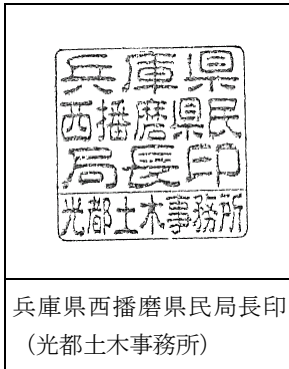 兵庫県
西播磨県民
局長印
光都土木事務所
兵庫県西播磨県民局長印
（光都土木事務所）